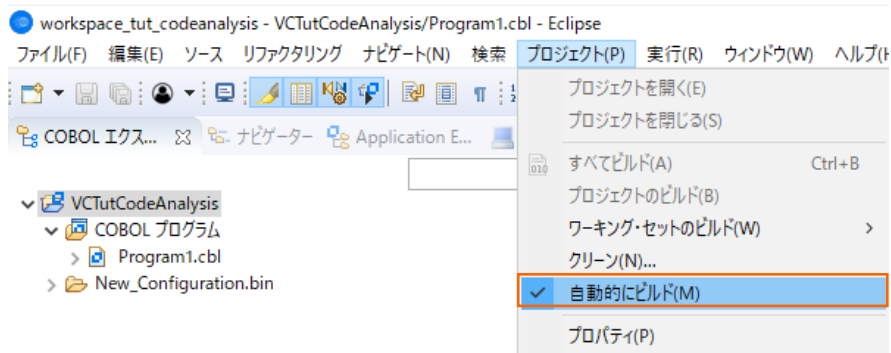 workspace_tut_codeanalysis - VCTutCodeAnalysis/Program1.cbl - Eclipse
ファイル(F) 編集(E) ソース リファクタリング ナビゲート(N) 検索 プロジェクト(P) 実行(R) ウィンドウ(W) ヘルプ(H
プロジェクトを開く(E)
プロジェクトを閉じる(S)
すべてビルド(A) Ctrl+B
プロジェクトのビルド(B)
ワーキング・セットのビルド(W)
クリーン(N)...
自動的にビルド(M)
プロパティ(P)
COBOL エクス... ナビゲーター Application E...
VCTutCodeAnalysis
COBOL プログラム
Program1.cbl
New_Configuration.bin